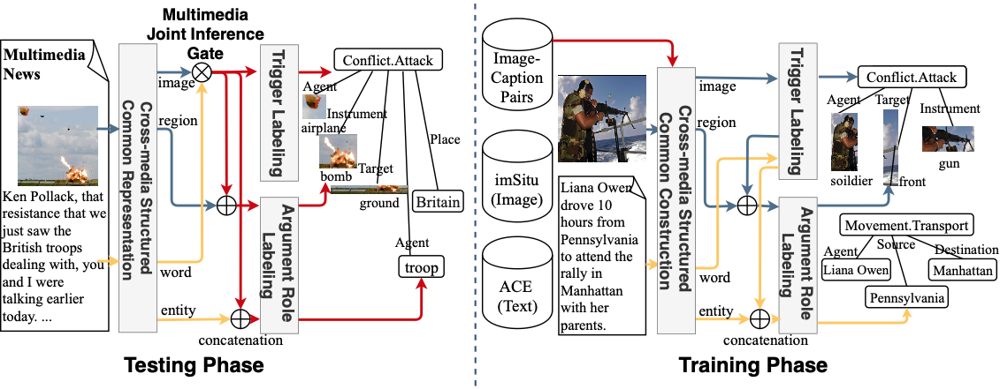 Multimedia
Joint Inference
Gate
Multimedia
News
Ken Pollack, that
resistance that we
just saw the
British troops
dealing with, you
and I were
talking earlier
today. ...
Cross-media Structured
Common Representation
image
region
word
entity
concatenation
Trigger Labeling
Argument Role
Labeling
Conflict.Attack
Agent
Instrument
airplane
bomb
Target
ground
Place
Britain
Agent
troop
Testing Phase
Image-
Caption
Pairs
imSitu
(Image)
ACE
(Text)
Liana Owen
drove 10
hours from
Pennsylvania
to attend the
rally in
Manhattan
with her
parents.
Cross-media Structured
Common Construction
image
region
word
entity
concatenation
Trigger Labeling
Argument Role
Labeling
Conflict.Attack
Agent
Target
Instrument
soildier
front
gun
Movement.Transport
Agent
Source
Destination
Liana Owen
Manhattan
Pennsylvania
Training Phase